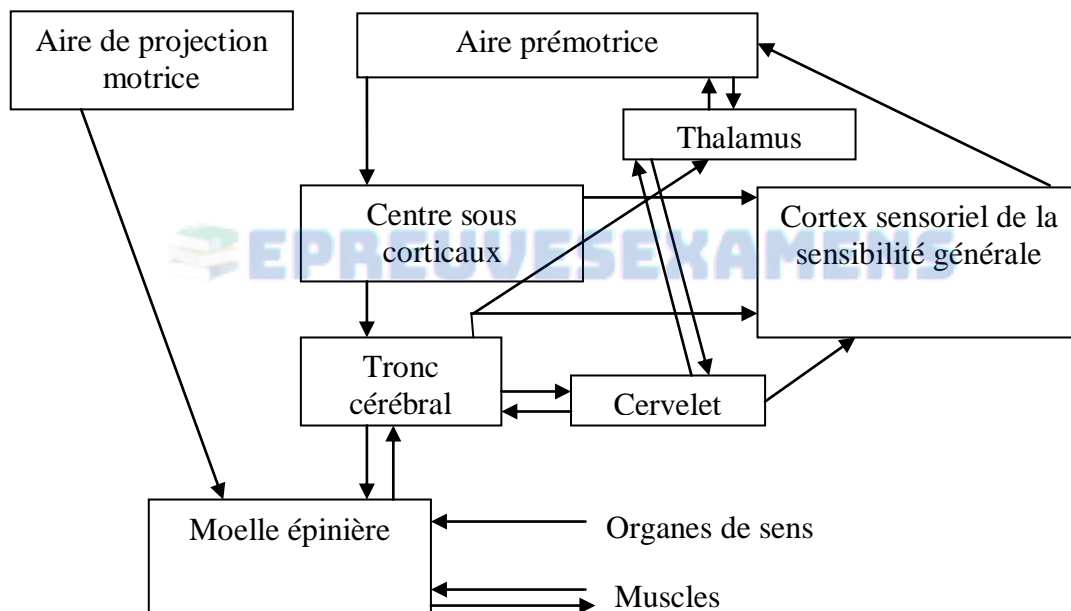 Aire de projection
motrice
Aire prémotrice
Thalamus
Centre sous
corticaux
Cortex sensoriel de la
sensibilité générale
EPREUVESEXAMENS
Tronc
cérébral
Cervelet
Moelle épinière
Organes de sens
Muscles